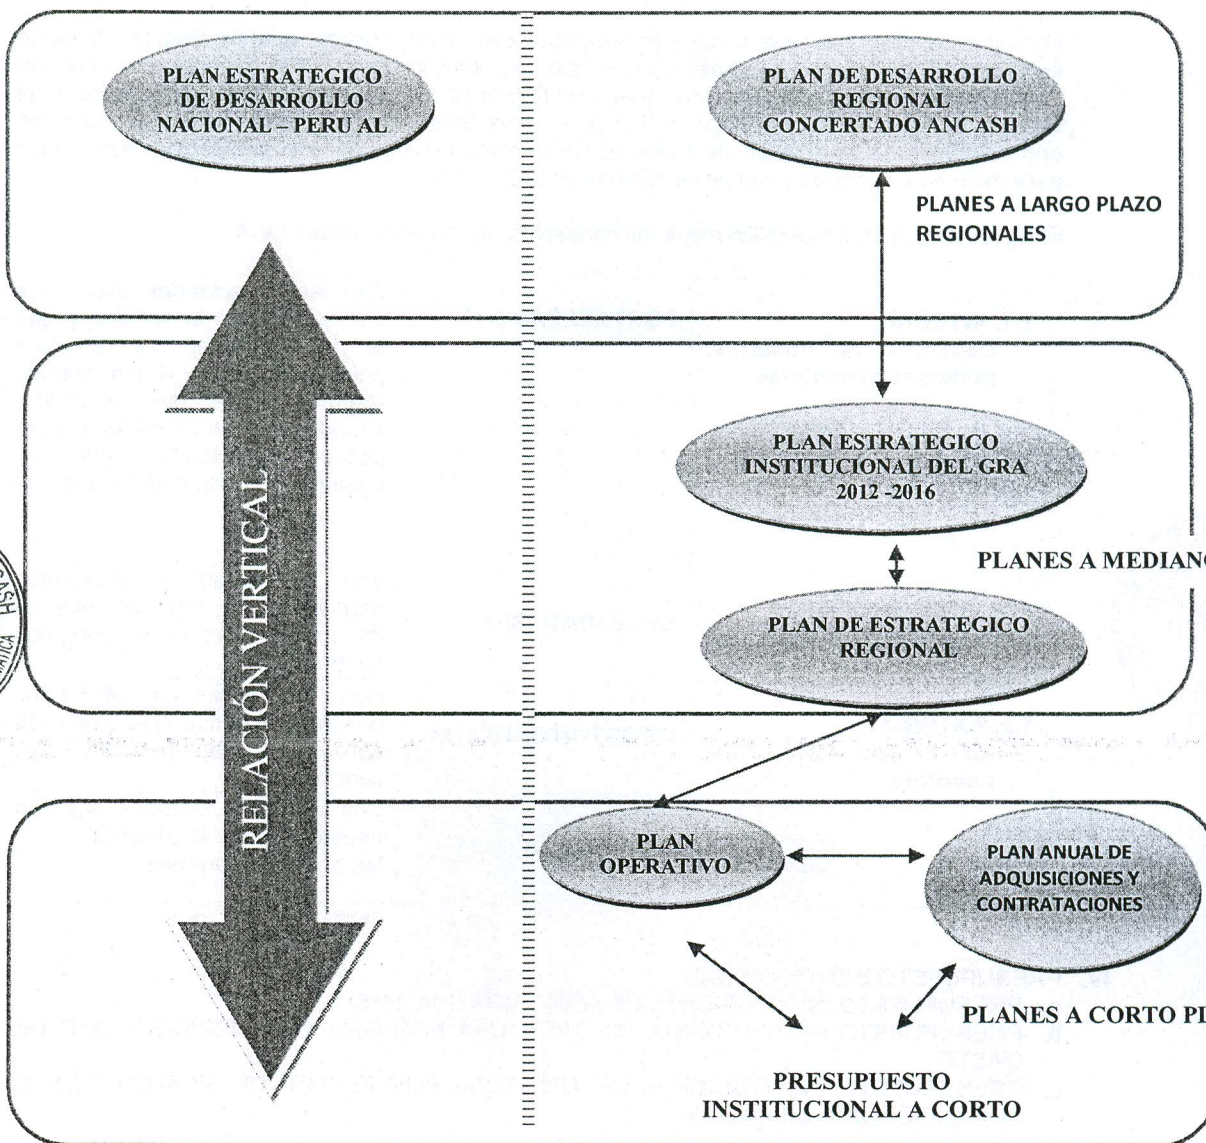 PLAN ESTRATEGICO
DE DESARROLLO
NACIONAL – PERU AL
PLAN DE DESARROLLO
REGIONAL
CONCERTADO ANCASH
PLANES A LARGO PLAZO
REGIONALES
PLAN ESTRATEGICO
INSTITUCIONAL DEL GRA
2012 -2016
PLANES A MEDIANO
PLAN DE ESTRATEGICO
REGIONAL
RELACIÓN VERTICAL
PLAN
OPERATIVO
PLAN ANUAL DE
ADQUISICIONES Y
CONTRATACIONES
PLANES A CORTO PL
PRESUPUESTO
INSTITUCIONAL A CORTO